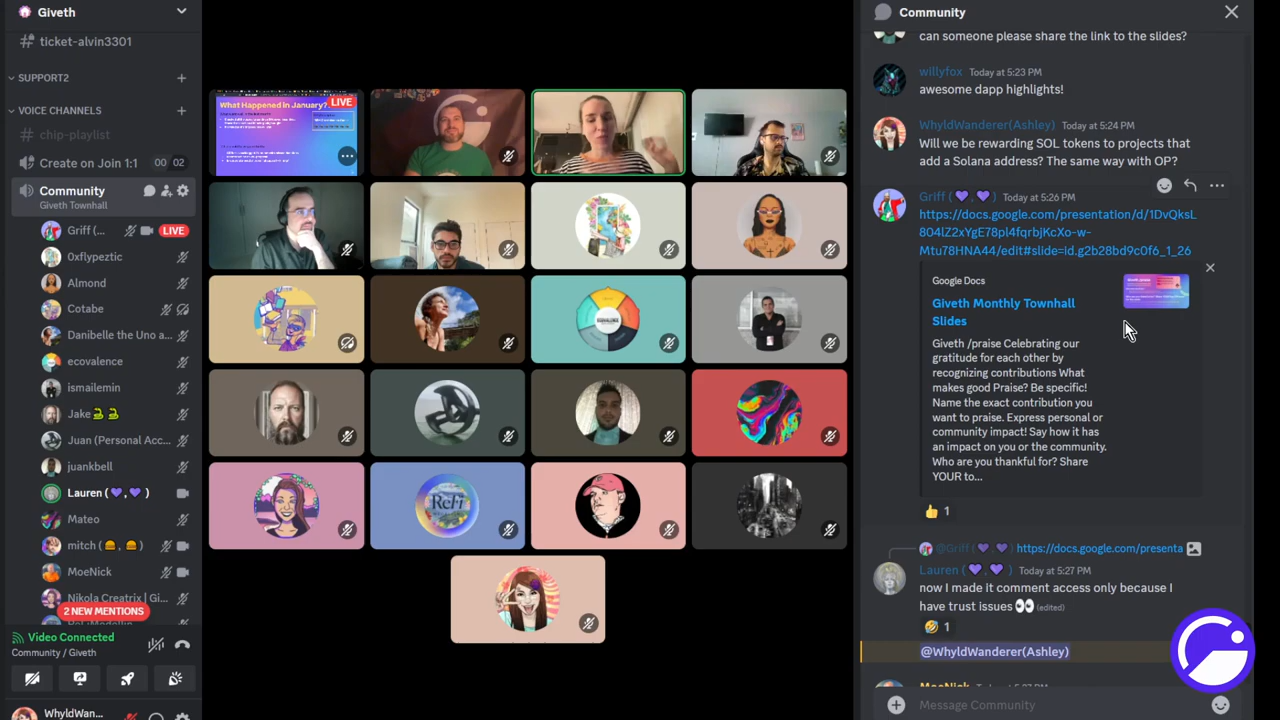 Giveth
ticket-alvin3301
SUPPORT2
VOICE CHANNELS
chip-playlist
Create on Join 1:1 00 02
Community
Giveth Townhall
Griff (... LIVE
0xflypeztic
Almond
Cotabe
Danibelle the Uno a...
ecovalence
ismailemin
Jake🐍🐍
Juan (Personal Acc...
juankbell
Lauren ( 💜,💜 )
Mateo
mitch ( 🍔, 🍔 )
MoeNick
Nikola Creatrix | Gi...
2 NEW MENTIONS
Video Connected
Community / Giveth
WhyldWan...
What Happened in January?
LIVE
ReFi
Community
can someone please share the link to the slides?
willyfox Today at 5:23 PM
awesome dapp highlights!
WhyldWanderer(Ashley) Today at 5:24 PM
Will we be rewarding SOL tokens to projects that
add a Solana address? The same way with OP?
Griff ( 💜, 💜 ) Today at 5:26 PM
https://docs.google.com/presentation/d/1DvQksL
8O4lZ2xYgE78pl4fqrbjKcXo-w-
Mtu78HNA44/edit#slide=id.g2b28bd9c0f6_1_26
Google Docs
Giveth Monthly Townhall
Slides
Giveth /praise Celebrating our
gratitude for each other by
recognizing contributions What
makes good Praise? Be specific!
Name the exact contribution you
want to praise. Express personal or
community impact! Say how it has
an impact on you or the community.
Who are you thankful for? Share
YOUR to...
👍 1
@Griff ( 💜, 💜 ) https://docs.google.com/presenta
Lauren ( 💜,💜 ) Today at 5:27 PM
now I made it comment access only because I
have trust issues 👀 (edited)
🤣 1
@WhyldWanderer(Ashley)
MoeNick Today at 5:27 PM
Message Community